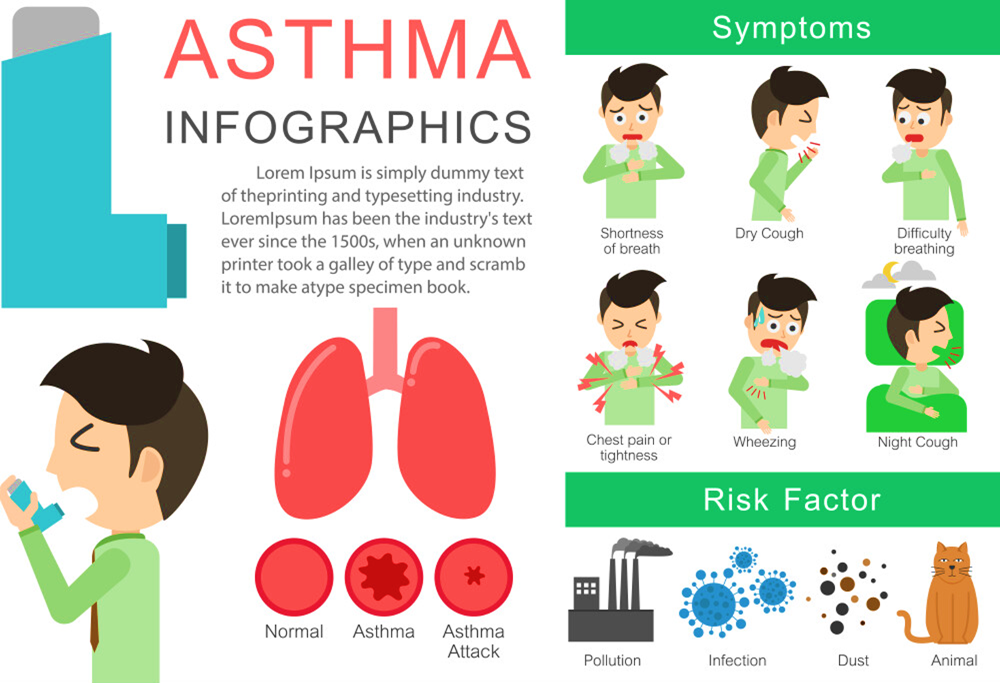 ASTHMA
INFOGRAPHICS
Lorem Ipsum is simply dummy text
of theprinting and typesetting industry.
LoremIpsum has been the industry's text
ever since the 1500s, when an unknown
printer took a galley of type and scramb
it to make atype specimen book.
Normal
Asthma
Asthma
Attack
Symptoms
Shortness
of breath
Dry Cough
Difficulty
breathing
Chest pain or
tightness
Wheezing
Night Cough
Risk Factor
Pollution
Infection
Dust
Animal